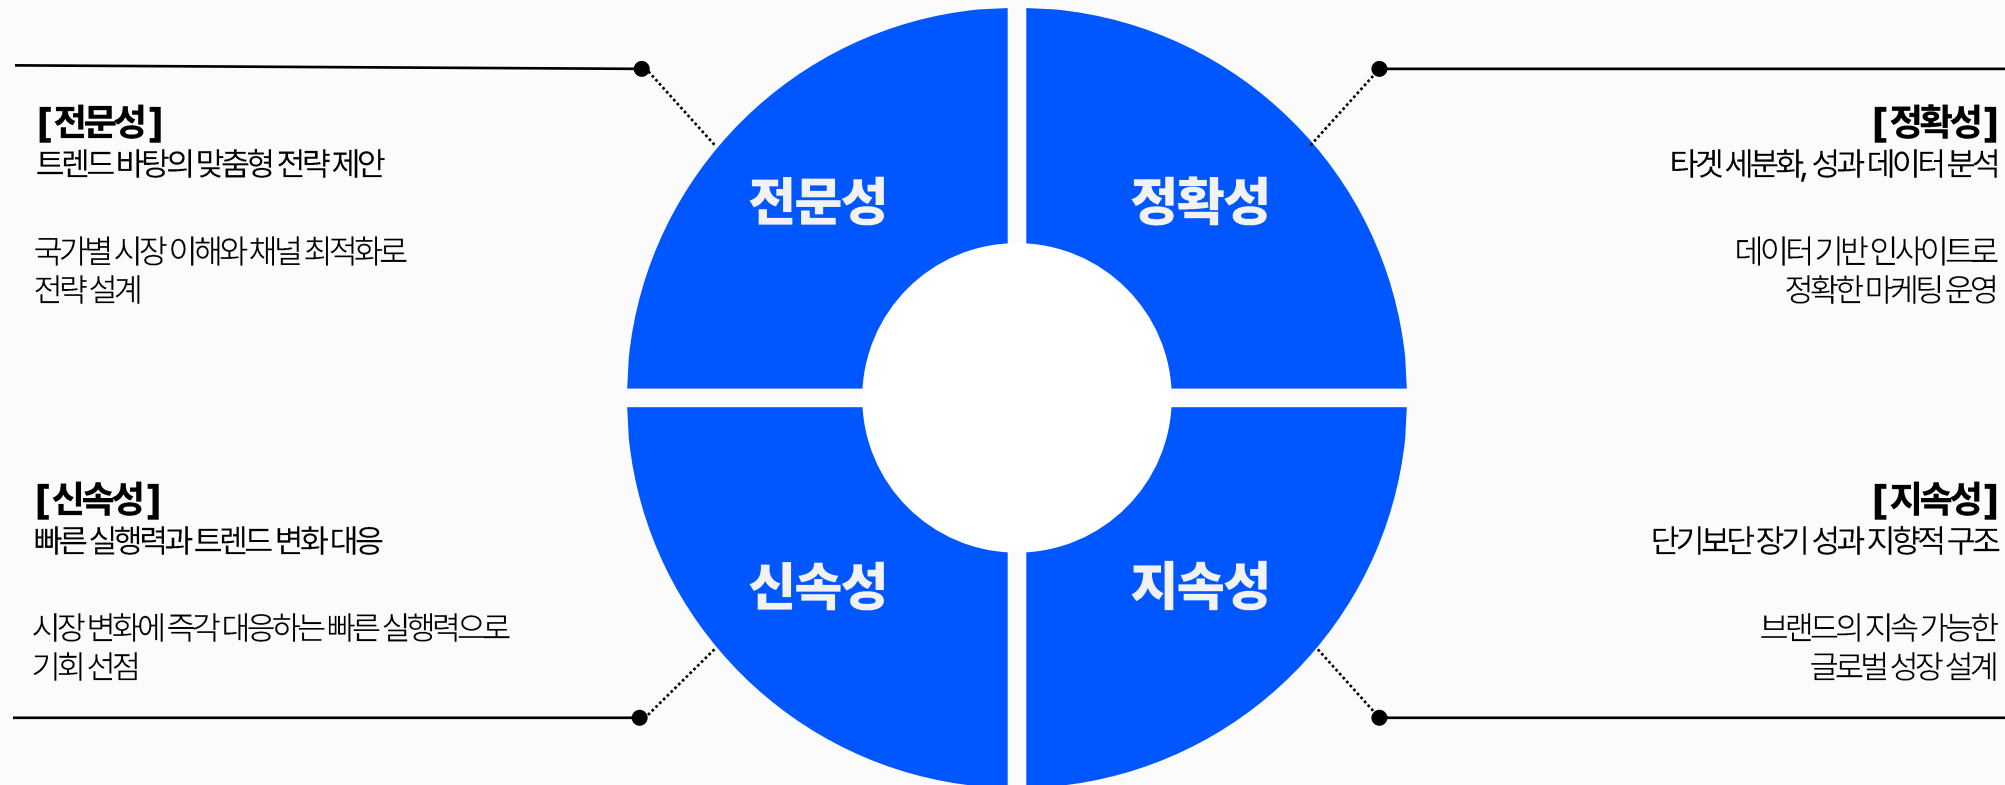 [전문성]
트렌드 바탕의 맞춤형 전략 제안
국가별 시장 이해와 채널 최적화로
전략 설계
전문성
정확성
[정확성]
타겟 세분화, 성과 데이터 분석
데이터 기반 인사이트로
정확한 마케팅 운영
[신속성]
빠른 실행력과 트렌드 변화 대응
시장 변화에 즉각 대응하는 빠른 실행력으로
기회 선점
신속성
지속성
[지속성]
단기보단 장기 성과 지향적 구조
브랜드의 지속 가능한
글로벌 성장 설계